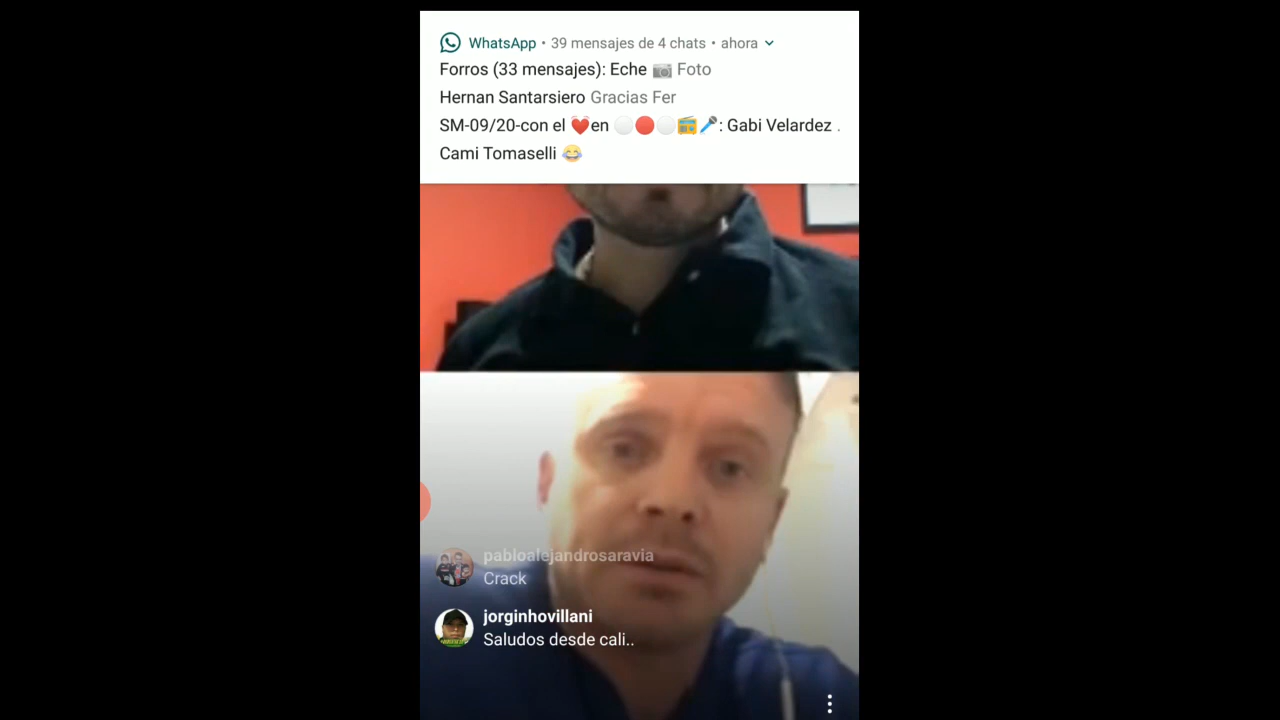 WhatsApp • 39 mensajes de 4 chats • ahora
Forros (33 mensajes): Eche 📷 Foto
Hernan Santarsiero Gracias Fer
SM-09/20-con el ❤️en ⚪🔴⚪📻🎤: Gabi Velardez .
Cami Tomaselli 😂
pabloalejandrosaravia
Crack
jorginhovillani
Saludos desde cali..